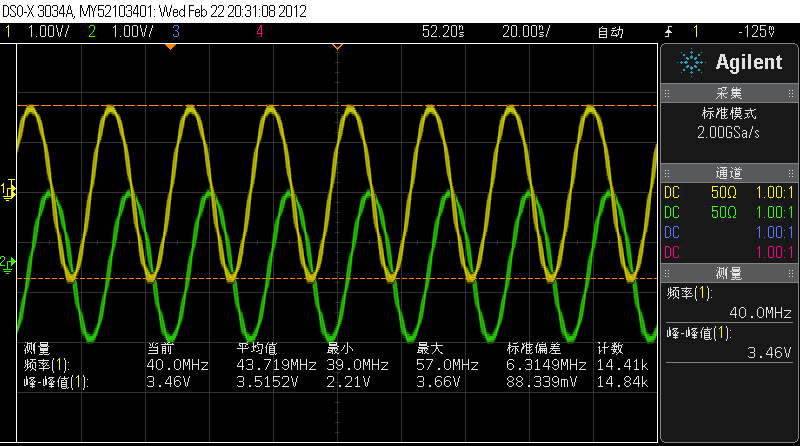 DSO-X 3034A, MY52103401: Wed Feb 22 20:31:08 2012
1 1.00V/ 2 1.00V/ 3 4 52.20% 20.00%/ 自动 1 -125%
Agilent
采集
标准模式
2.00GSa/s
通道
DC 50Ω 1.00:1
DC 50Ω 1.00:1
DC 1.00:1
DC 1.00:1
测量
频率(1):
40.0MHz
峰-峰值(1):
3.46V
T
1
2
测量 当前 平均值 最小 最大 标准偏差 计数
频率(1): 40.0MHz 43.719MHz 39.0MHz 57.0MHz 6.3149MHz 14.41k
峰-峰值(1): 3.46V 3.5152V 2.21V 3.66V 88.339mV 14.84k